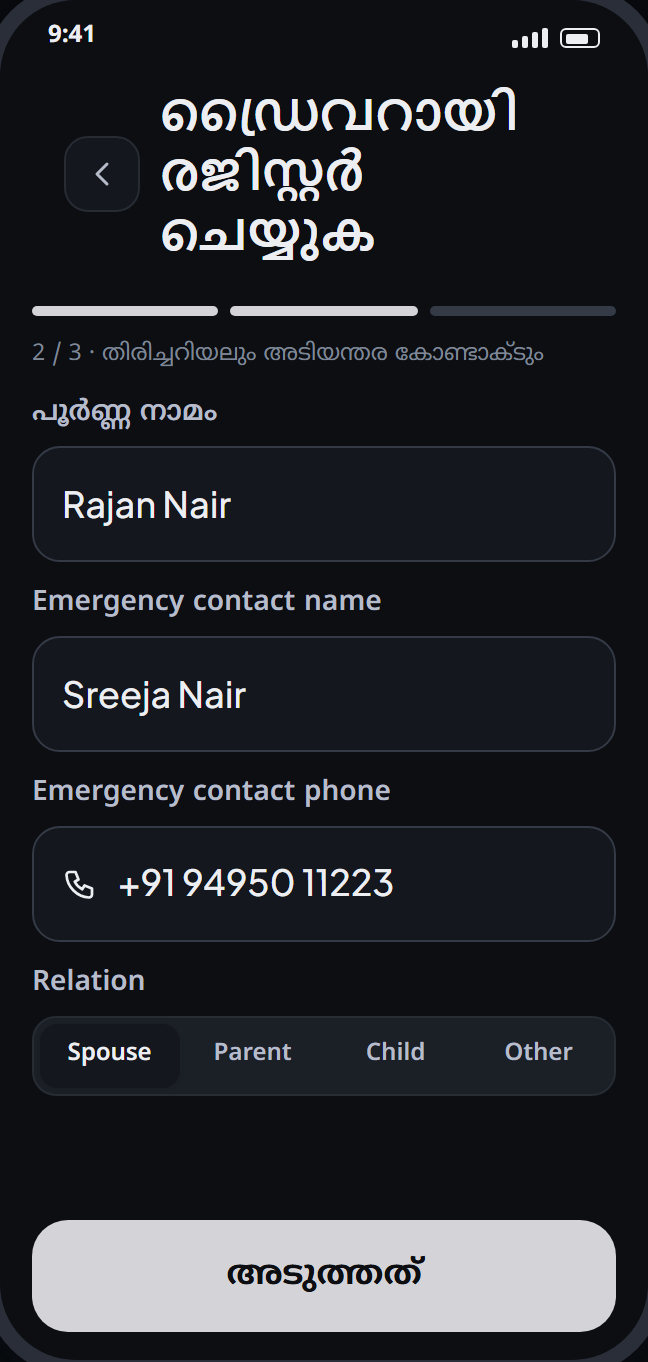 9:41
ഡ്രൈവറായി
രജിസ്റ്റർ
ചെയ്യുക
2 / 3 · തിരിച്ചറിയലും അടിയന്തര കോണ്ടാക്ടും
പൂർണ്ണ നാമം
Rajan Nair
Emergency contact name
Sreeja Nair
Emergency contact phone
+91 94950 11223
Relation
Spouse Parent Child Other
അടുത്തത്